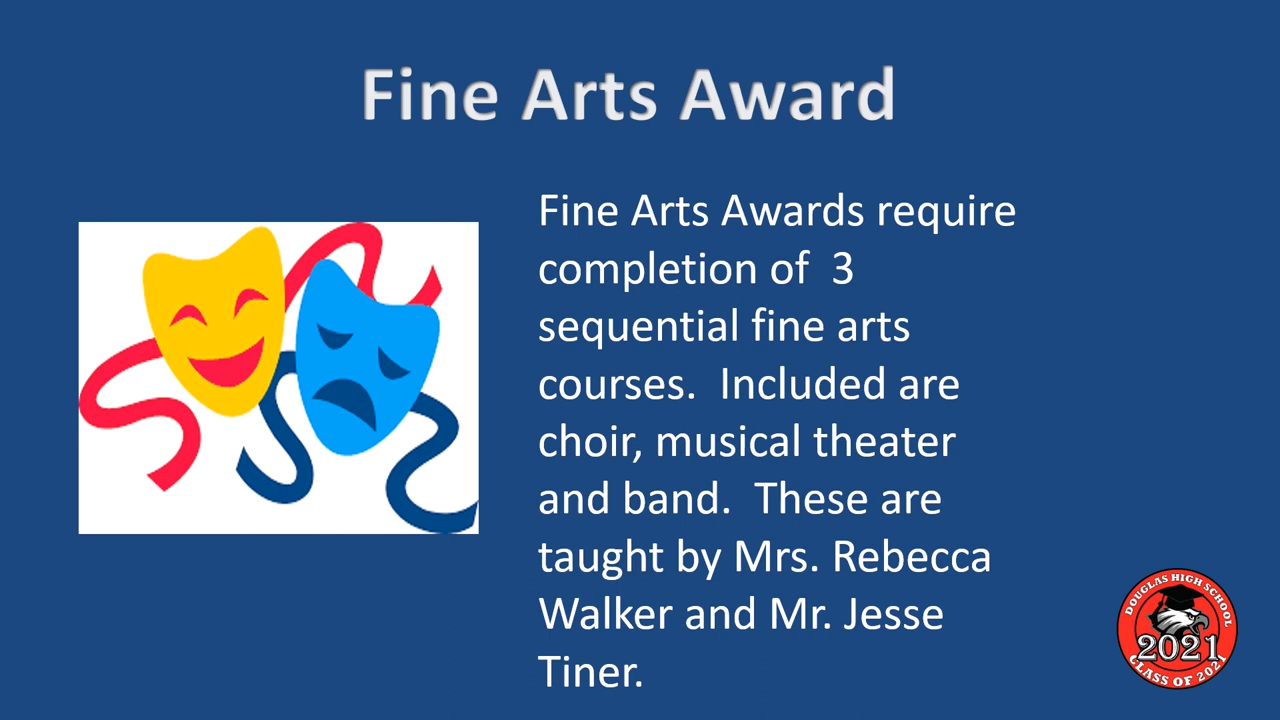 Fine Arts Award
Fine Arts Awards require
completion of  3
sequential fine arts
courses.  Included are
choir, musical theater
and band.  These are
taught by Mrs. Rebecca
Walker and Mr. Jesse
Tiner.
DOUGLAS HIGH SCHOOL
2021
CLASS OF 2021